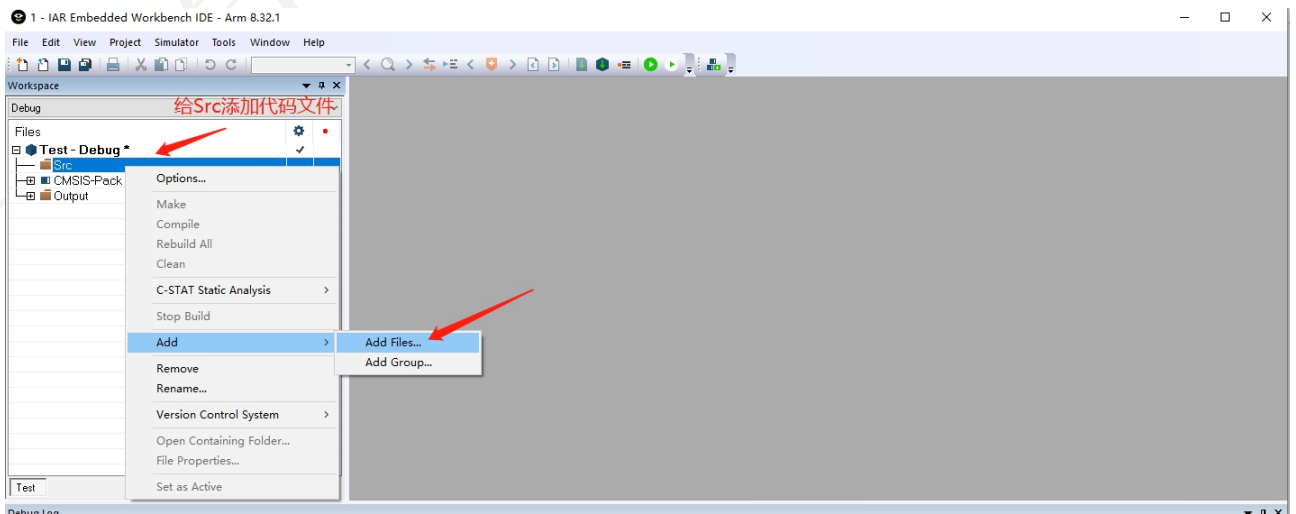 1 - IAR Embedded Workbench IDE - Arm 8.32.1
File Edit View Project Simulator Tools Window Help
Workspace
Debug
给Src添加代码文件
Files
Test - Debug *
Src
CMSIS-Pack
Output
Options...
Make
Compile
Rebuild All
Clean
C-STAT Static Analysis
Stop Build
Add
Add Files...
Add Group...
Remove
Rename...
Version Control System
Open Containing Folder...
File Properties...
Set as Active
Test
Debug Log